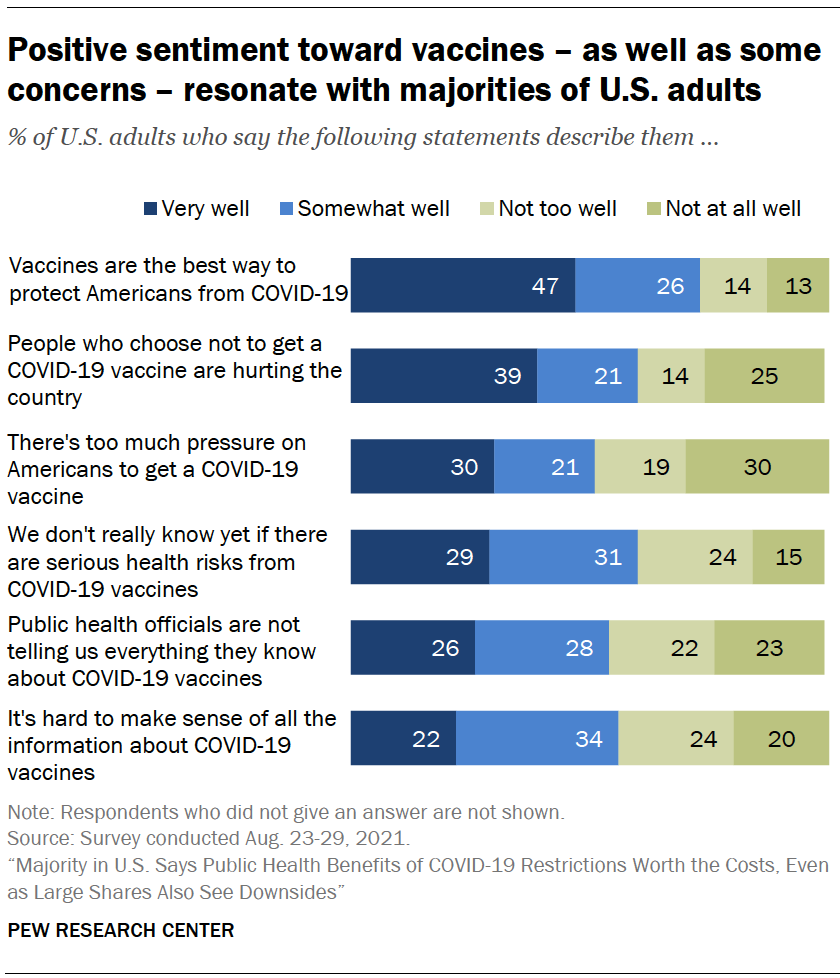 Positive sentiment toward vaccines – as well as some
concerns – resonate with majorities of U.S. adults
% of U.S. adults who say the following statements describe them ...
Very well Somewhat well Not too well Not at all well
Vaccines are the best way to
protect Americans from COVID-19
47 26 14 13
People who choose not to get a
COVID-19 vaccine are hurting the
country
39 21 14 25
There's too much pressure on
Americans to get a COVID-19
vaccine
30 21 19 30
We don't really know yet if there
are serious health risks from
COVID-19 vaccines
29 31 24 15
Public health officials are not
telling us everything they know
about COVID-19 vaccines
26 28 22 23
It's hard to make sense of all the
information about COVID-19
vaccines
22 34 24 20
Note: Respondents who did not give an answer are not shown.
Source: Survey conducted Aug. 23-29, 2021.
“Majority in U.S. Says Public Health Benefits of COVID-19 Restrictions Worth the Costs, Even
as Large Shares Also See Downsides”
PEW RESEARCH CENTER